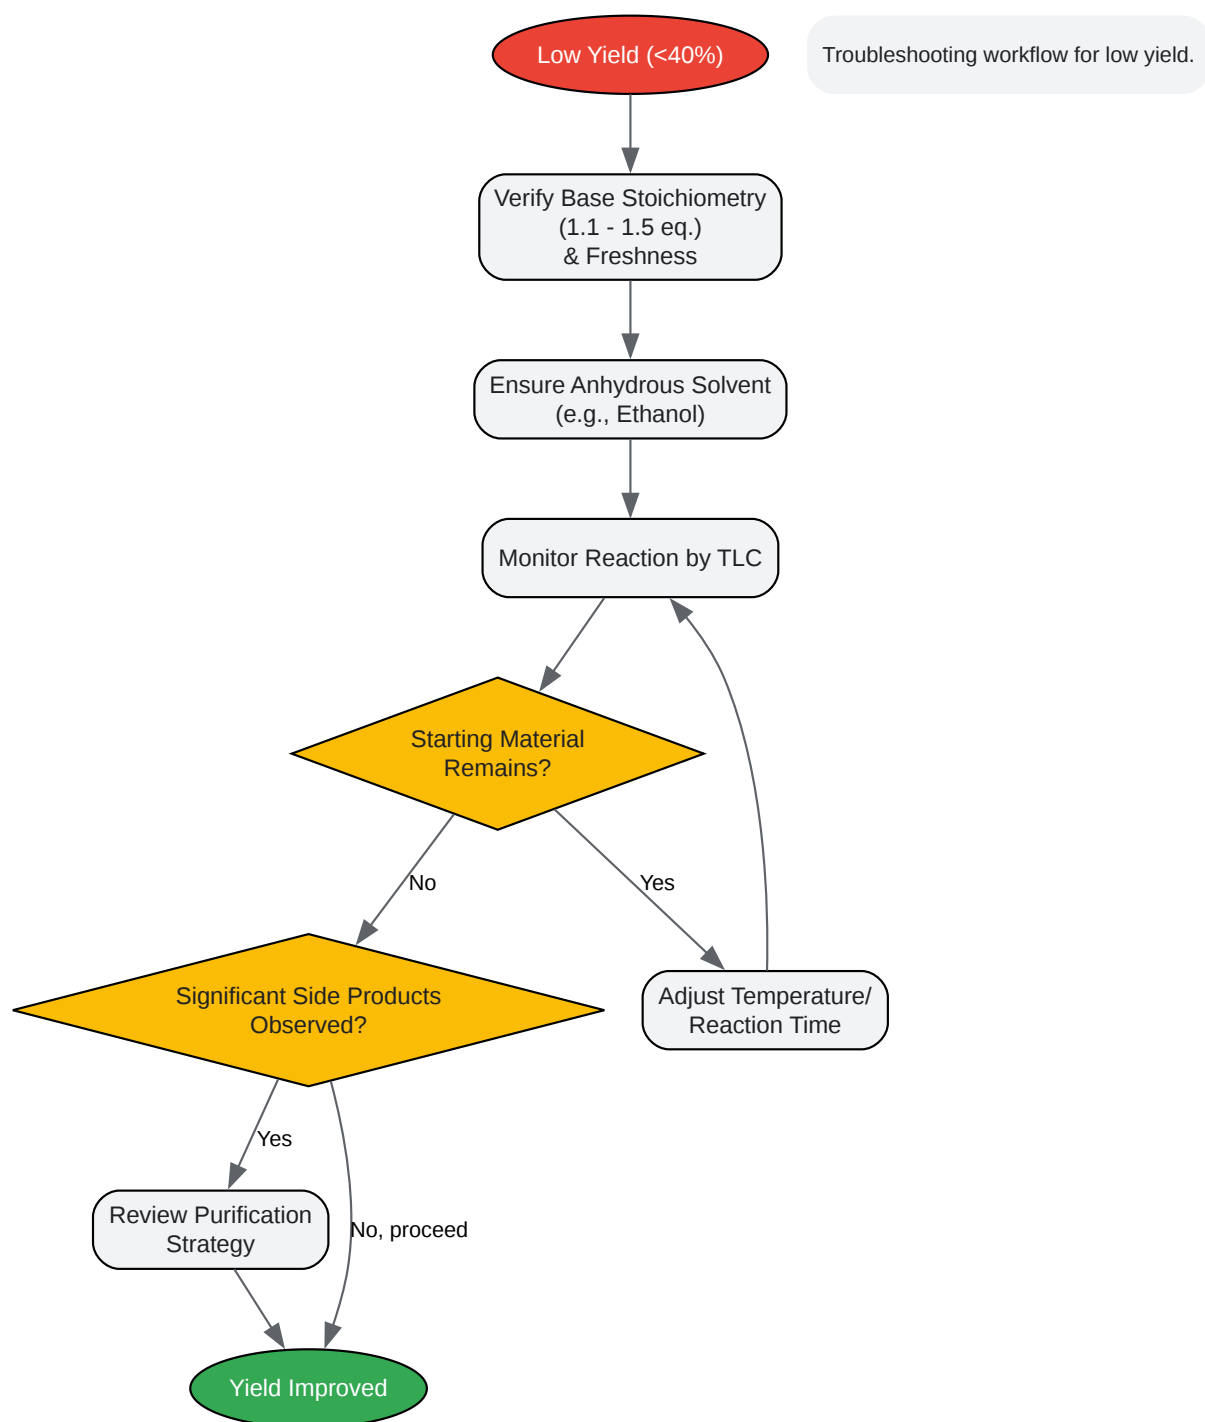 Low Yield (<40%)
Troubleshooting workflow for low yield.
Verify Base Stoichiometry
(1.1 - 1.5 eq.)
& Freshness
Ensure Anhydrous Solvent
(e.g., Ethanol)
Monitor Reaction by TLC
Starting Material
Remains?
No
Yes
Significant Side Products
Observed?
Adjust Temperature/
Reaction Time
Yes
Review Purification
Strategy
No, proceed
Yield Improved